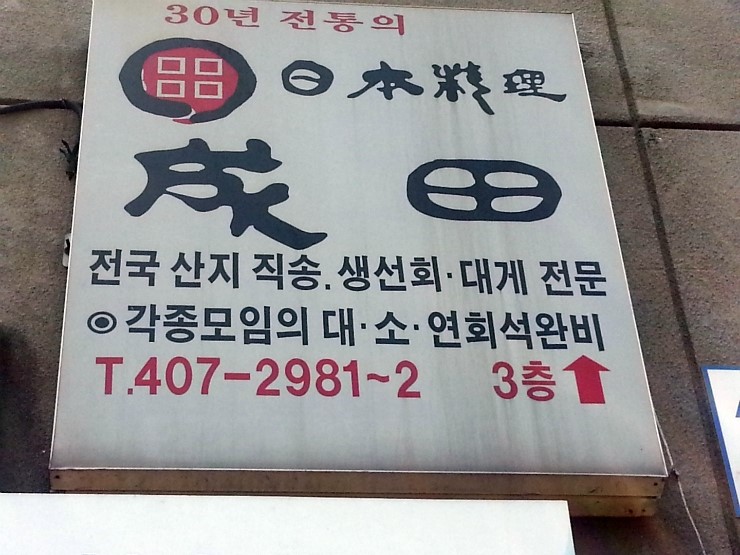 30년 전통의
日本料理
成田
전국 산지 직송. 생선회·대게 전문
◉ 각종모임의 대·소·연회석완비
T.407-2981~2 3층 ↑